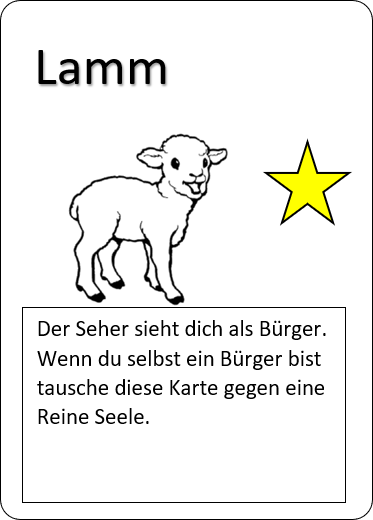 Lamm
Der Seher sieht dich als Bürger.
Wenn du selbst ein Bürger bist
tausche diese Karte gegen eine
Reine Seele.